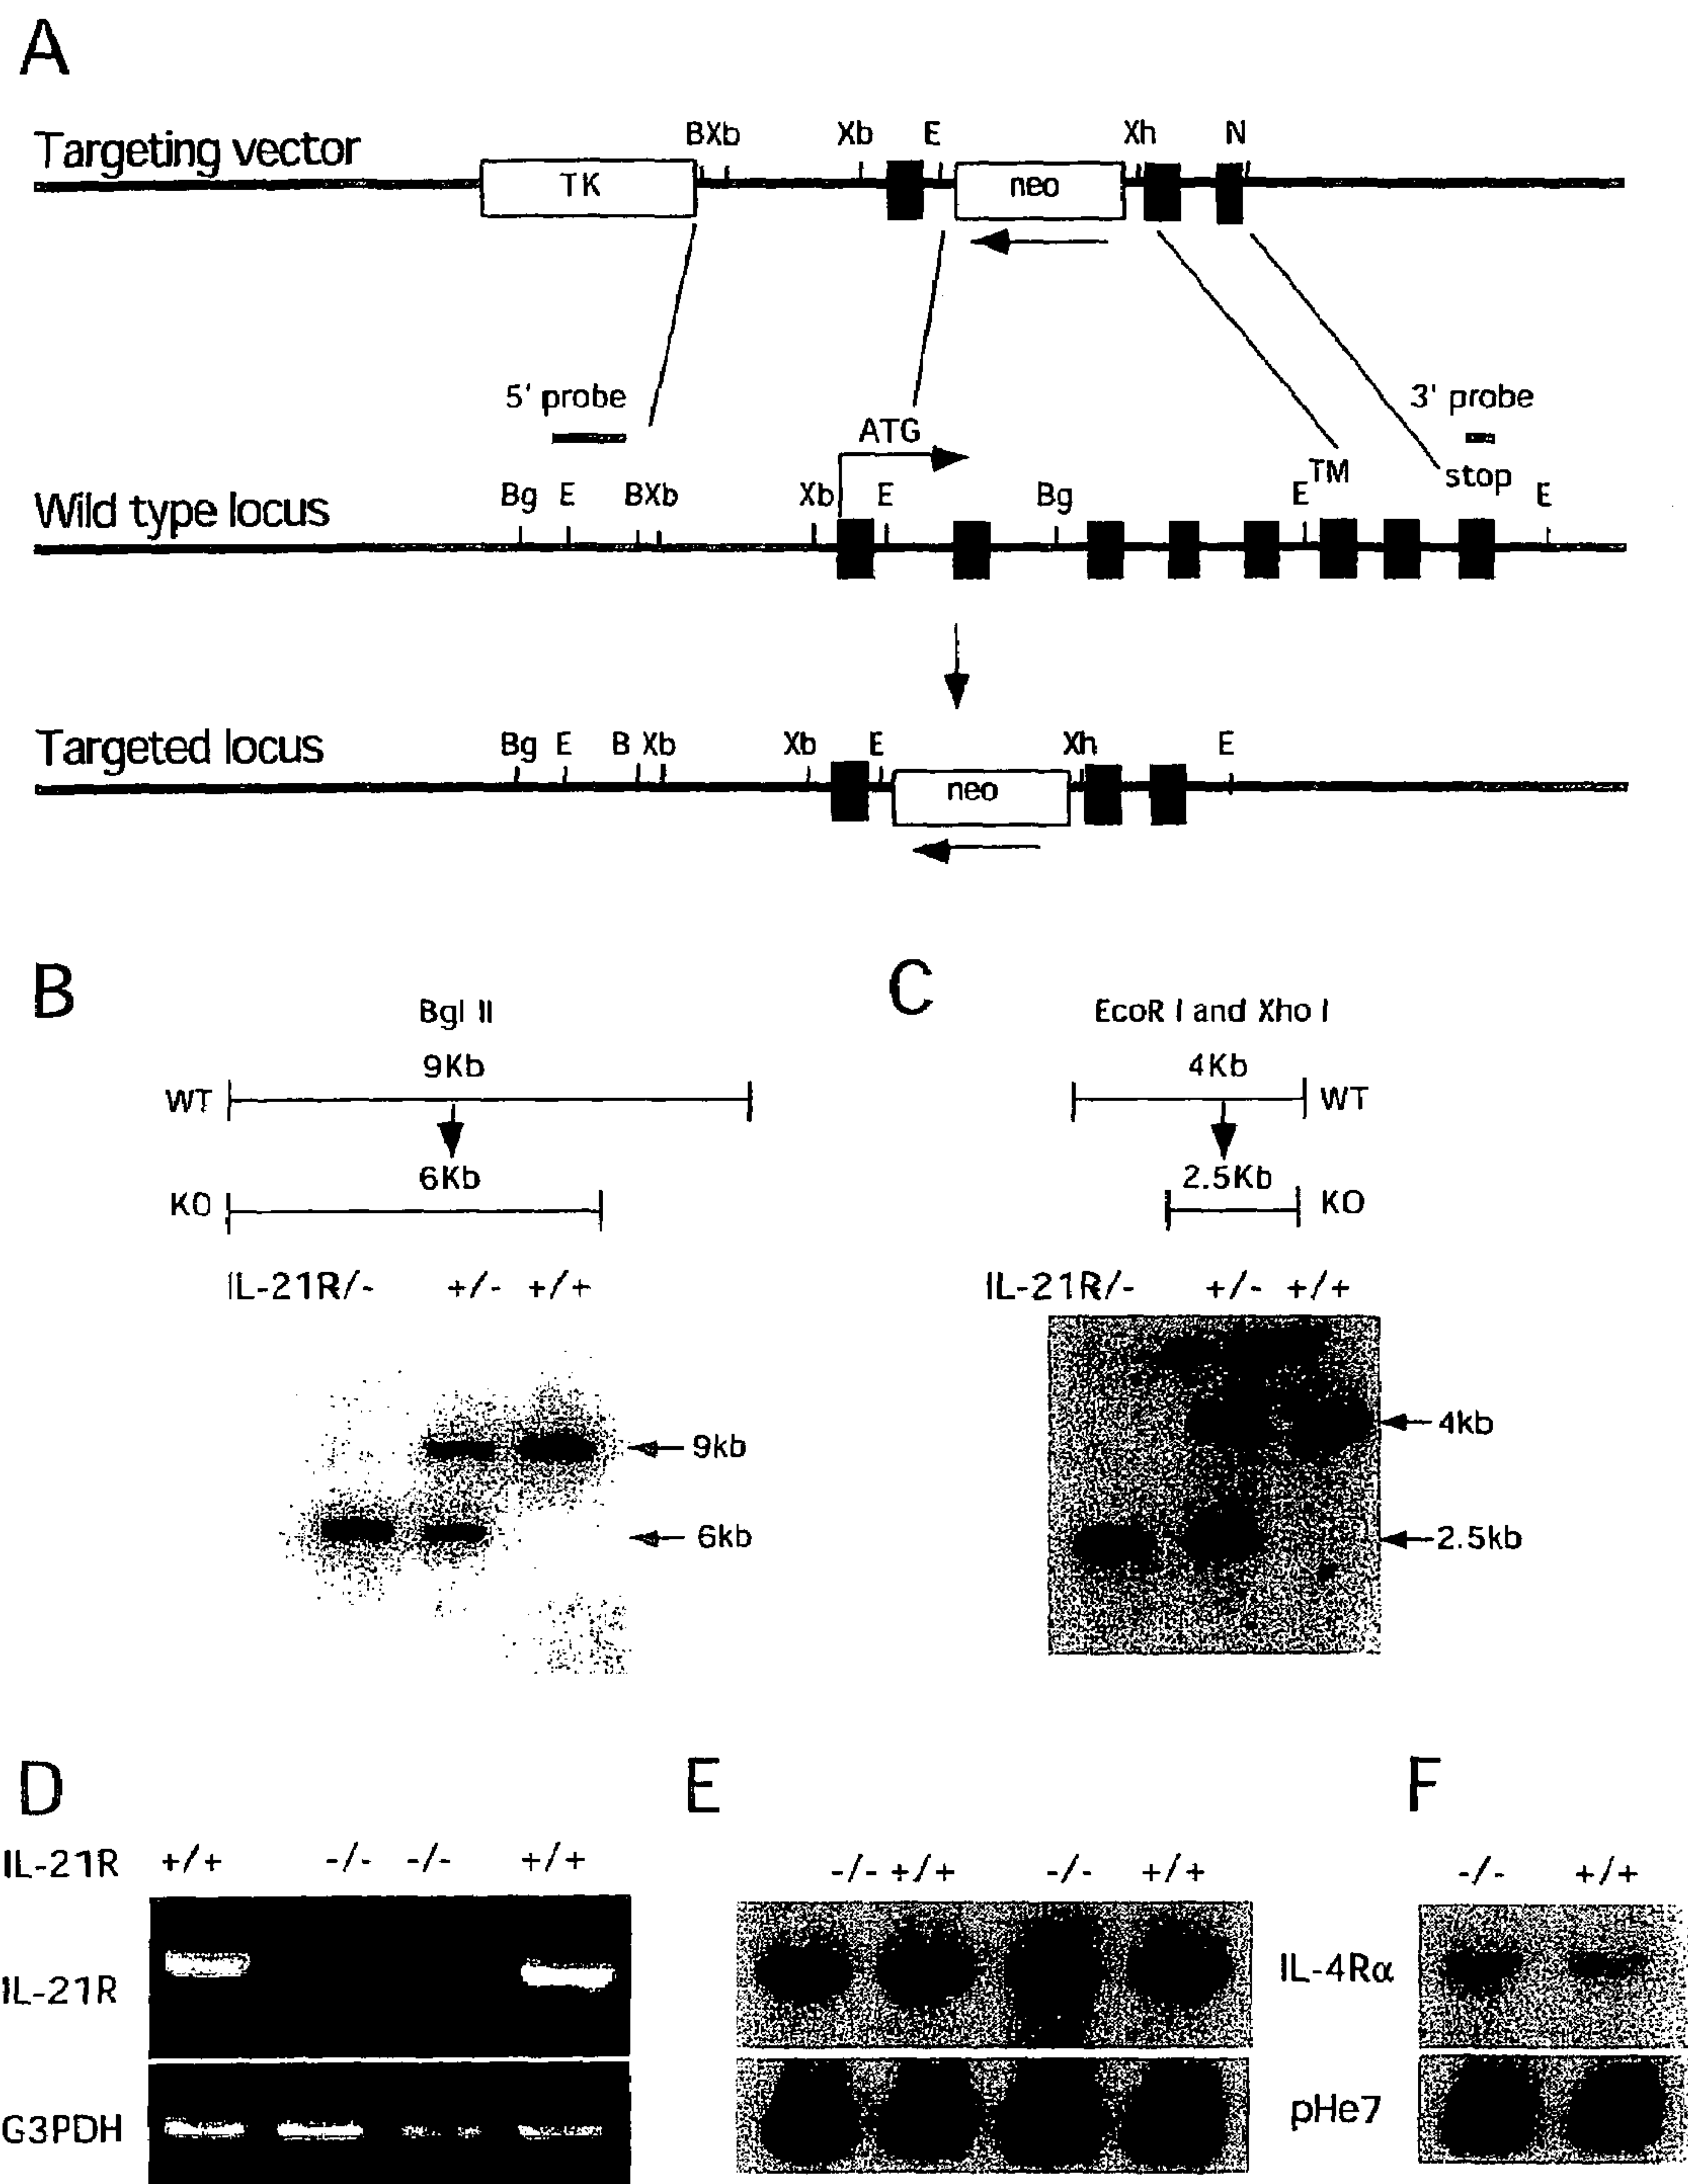 A
Targeting vector
BXb Xb E Xh N
TK neo
5' probe 3' probe
ATG
TM stop
Wild type locus
Bg E BXb Xb E Bg E E
Targeted locus
Bg E B Xb Xb E Xh E
neo
B
Bgl II
9Kb
WT
6Kb
KO
IL-21R/- +/- +/+
9kb
6kb
C
EcoR I and Xho I
4Kb
WT
2.5Kb
KO
IL-21R/- +/- +/+
4kb
2.5kb
D
IL-21R +/+ -/- -/- +/+
IL-21R
G3PDH
E
-/- +/+ -/- +/+
IL-4Rα
pHe7
F
-/- +/+